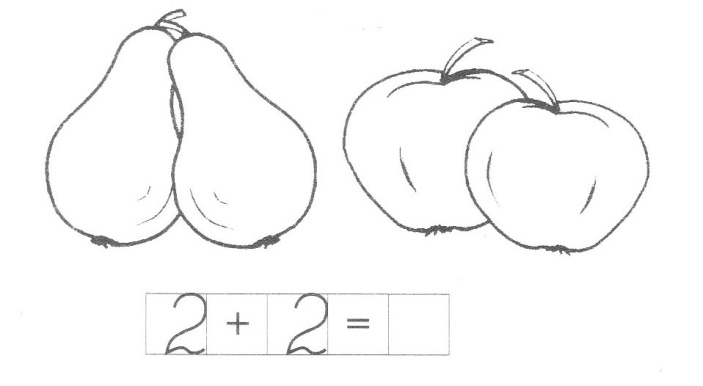 2 + 2 =